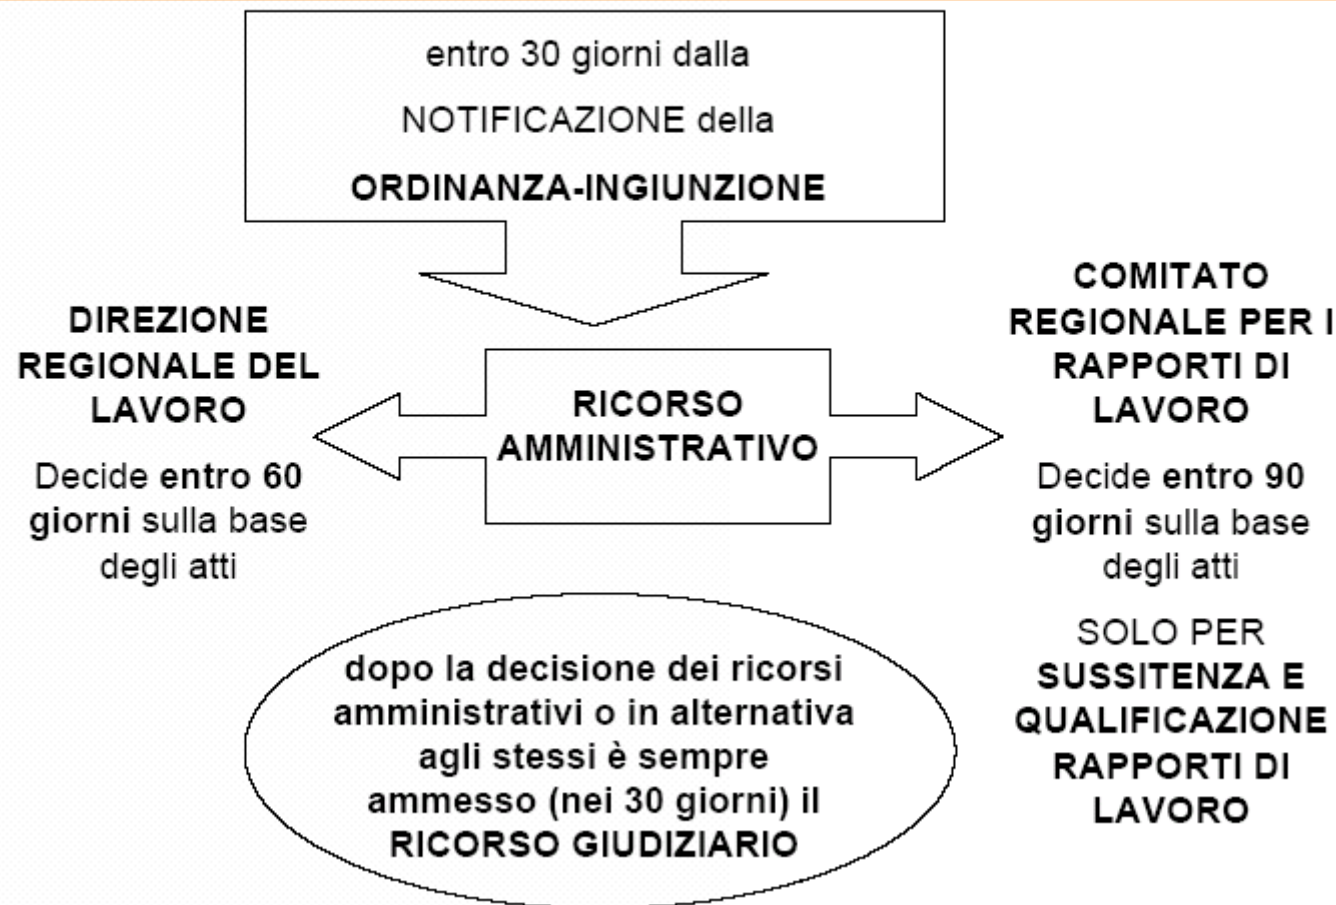 entro 30 giorni dalla
NOTIFICAZIONE della
ORDINANZA-INGIUNZIONE
DIREZIONE
REGIONALE DEL
LAVORO
Decide entro 60
giorni sulla base
degli atti
RICORSO
AMMINISTRATIVO
COMITATO
REGIONALE PER I
RAPPORTI DI
LAVORO
Decide entro 90
giorni sulla base
degli atti
SOLO PER
SUSSITENZA E
QUALIFICAZIONE
RAPPORTI DI
LAVORO
dopo la decisione dei ricorsi
amministrativi o in alternativa
agli stessi è sempre
ammesso (nei 30 giorni) il
RICORSO GIUDIZIARIO